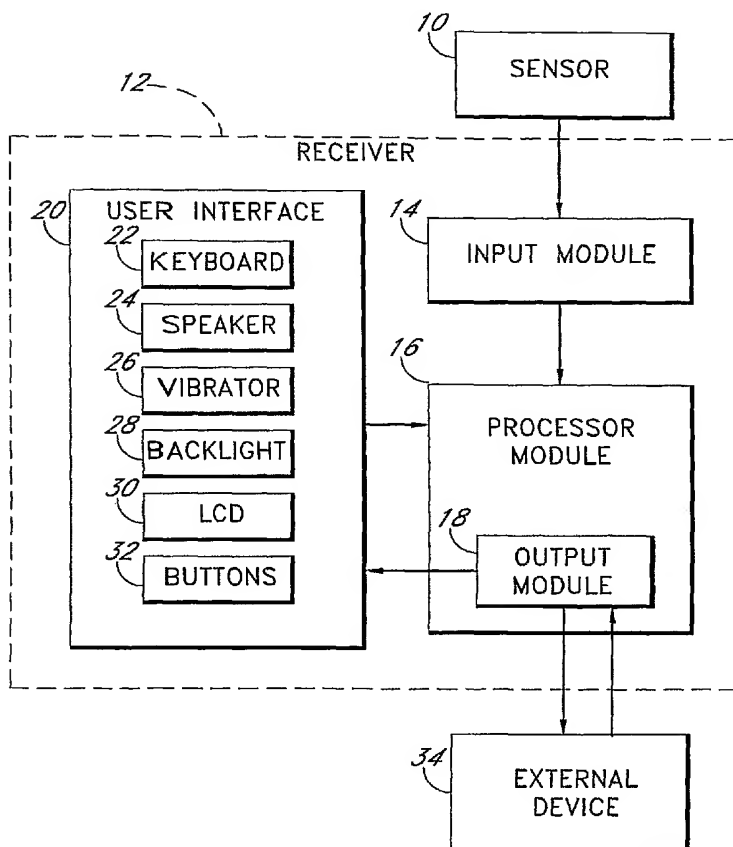 10
SENSOR
12
RECEIVER
20
USER INTERFACE
22
KEYBOARD
24
SPEAKER
26
VIBRATOR
28
BACKLIGHT
30
LCD
32
BUTTONS
14
INPUT MODULE
16
PROCESSOR
MODULE
18
OUTPUT
MODULE
34
EXTERNAL
DEVICE